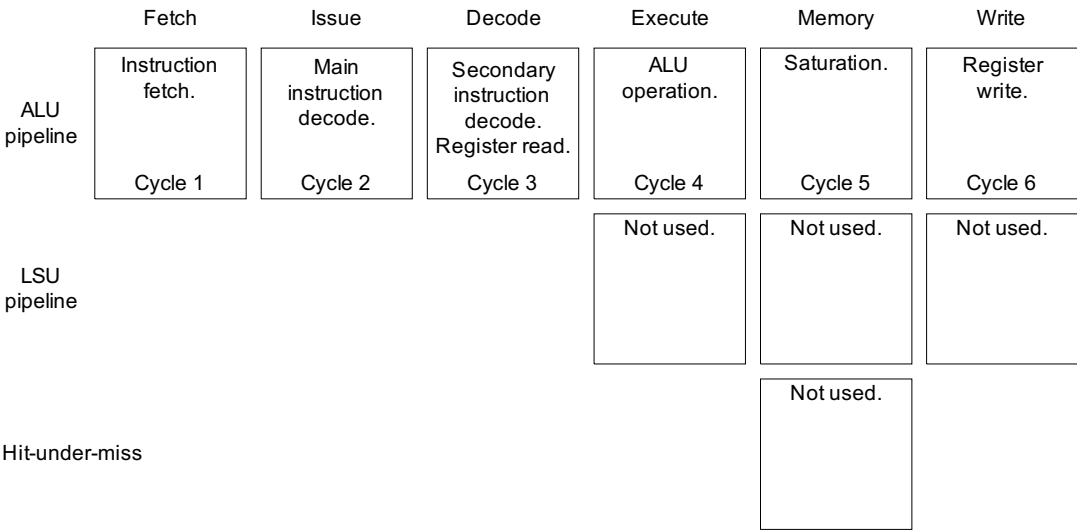 Fetch Issue Decode Execute Memory Write
ALU
pipeline
Instruction
fetch.
Cycle 1
Main
instruction
decode.
Cycle 2
Secondary
instruction
decode.
Register read.
Cycle 3
ALU
operation.
Cycle 4
Saturation.
Cycle 5
Register
write.
Cycle 6
LSU
pipeline
Not used.
Not used.
Not used.
Hit-under-miss
Not used.